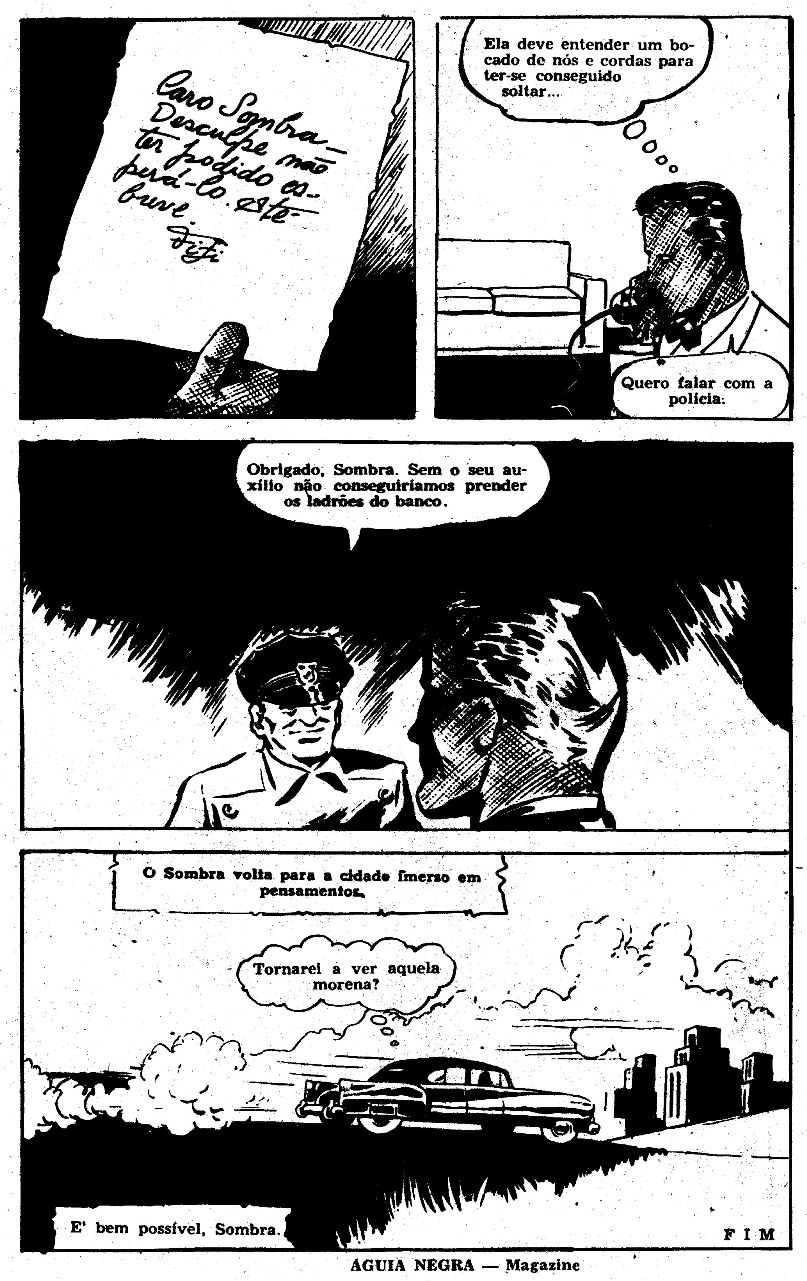 Caro Sombra —
Desculpe não
ter podido es-
perá-lo. Até
breve.
Fifi
Ela deve entender um bo-
cado de nós e cordas para
ter-se conseguido
soltar...
Quero falar com a
polícia.
Obrigado, Sombra. Sem o seu au-
xílio não conseguiríamos prender
os ladrões do banco.
O Sombra volta para a cidade imerso em
pensamentos.
Tornarei a ver aquela
morena?
E' bem possível, Sombra.
F I M
ÁGUIA NEGRA — Magazine